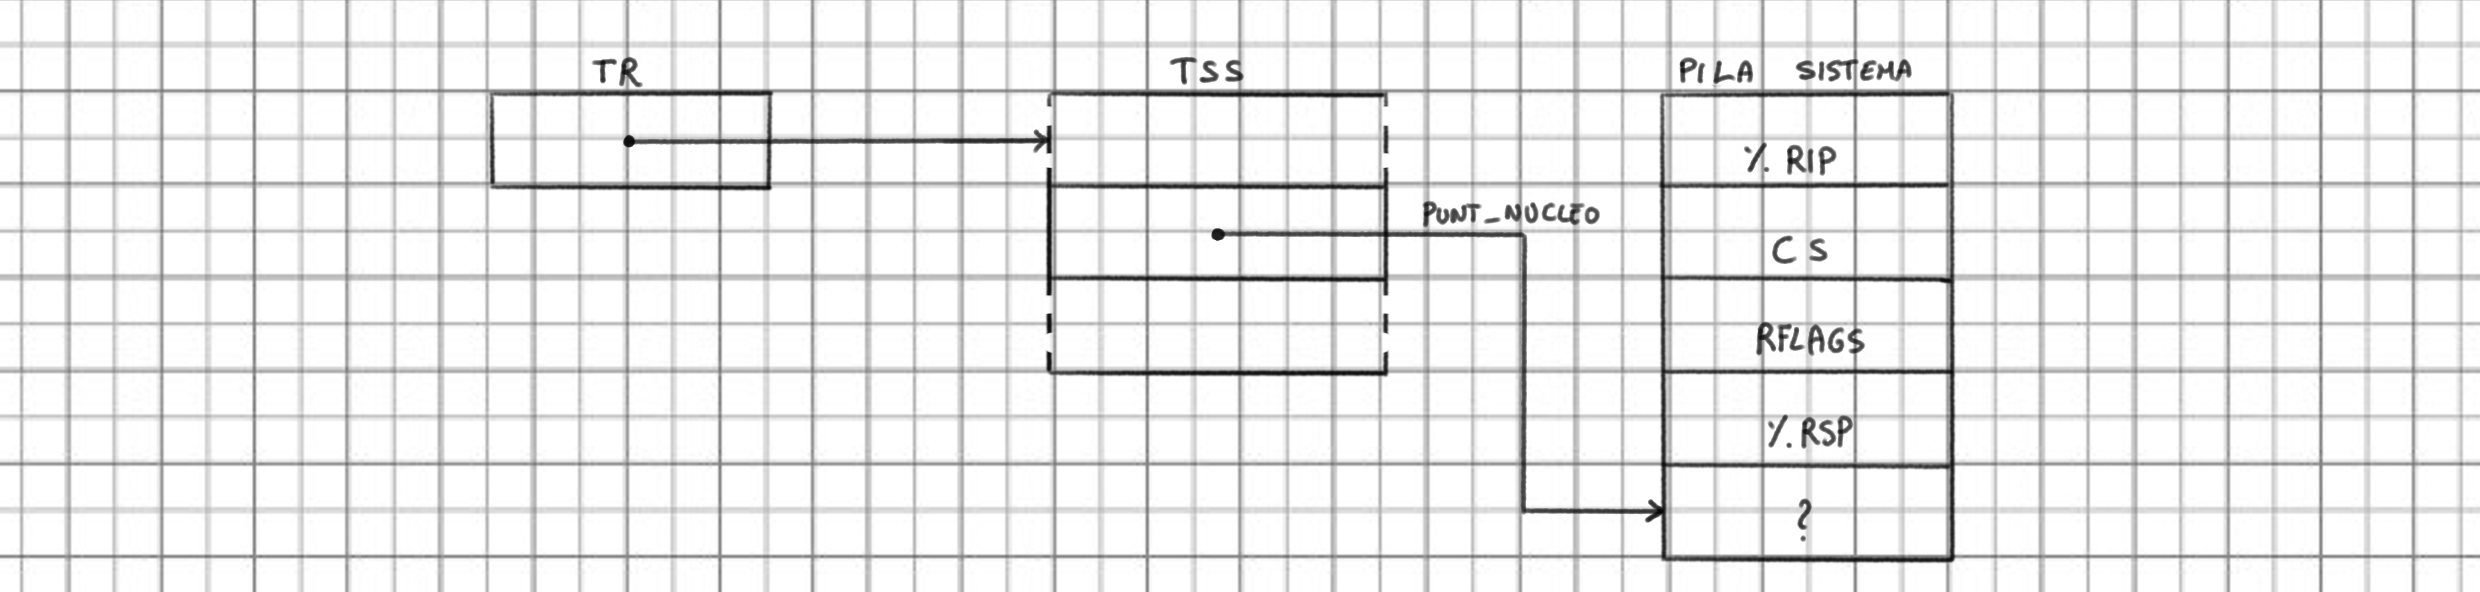 TR
TSS
PILA SISTEMA
%RIP
PUNT_NUCLEO
CS
RFLAGS
%RSP
?